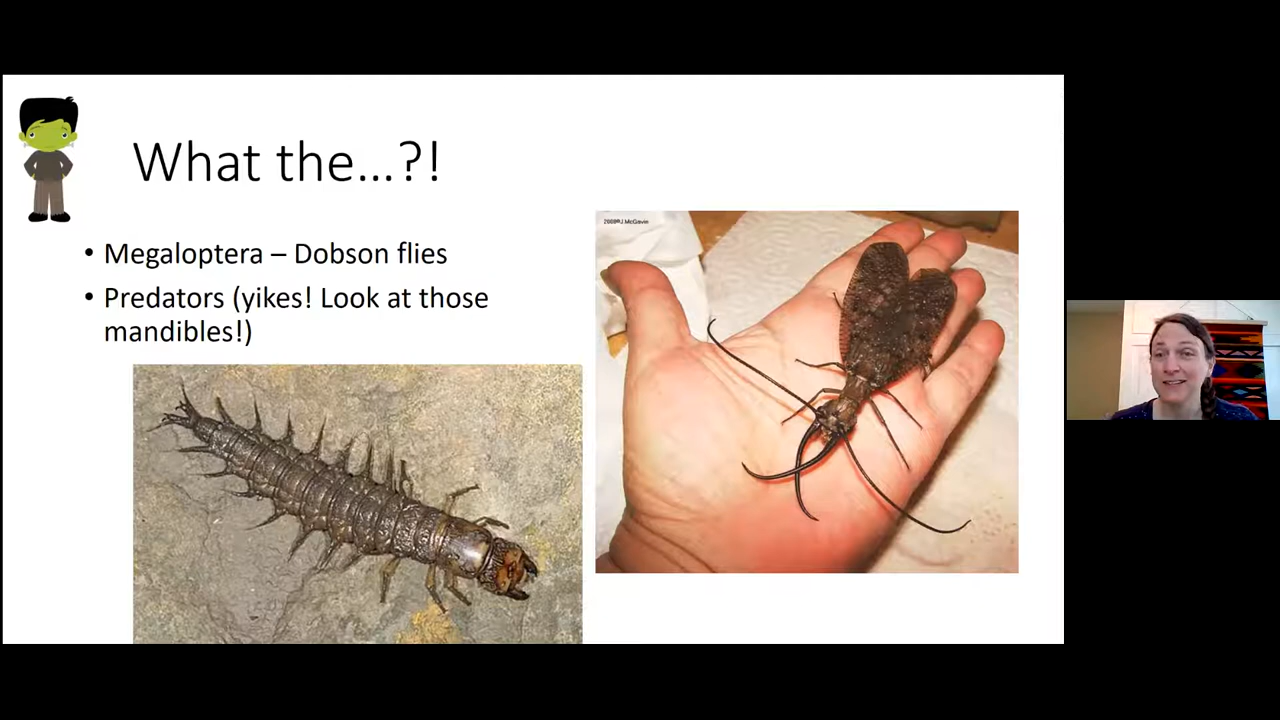 What the...?!
• Megaloptera – Dobson flies
• Predators (yikes! Look at those
mandibles!)